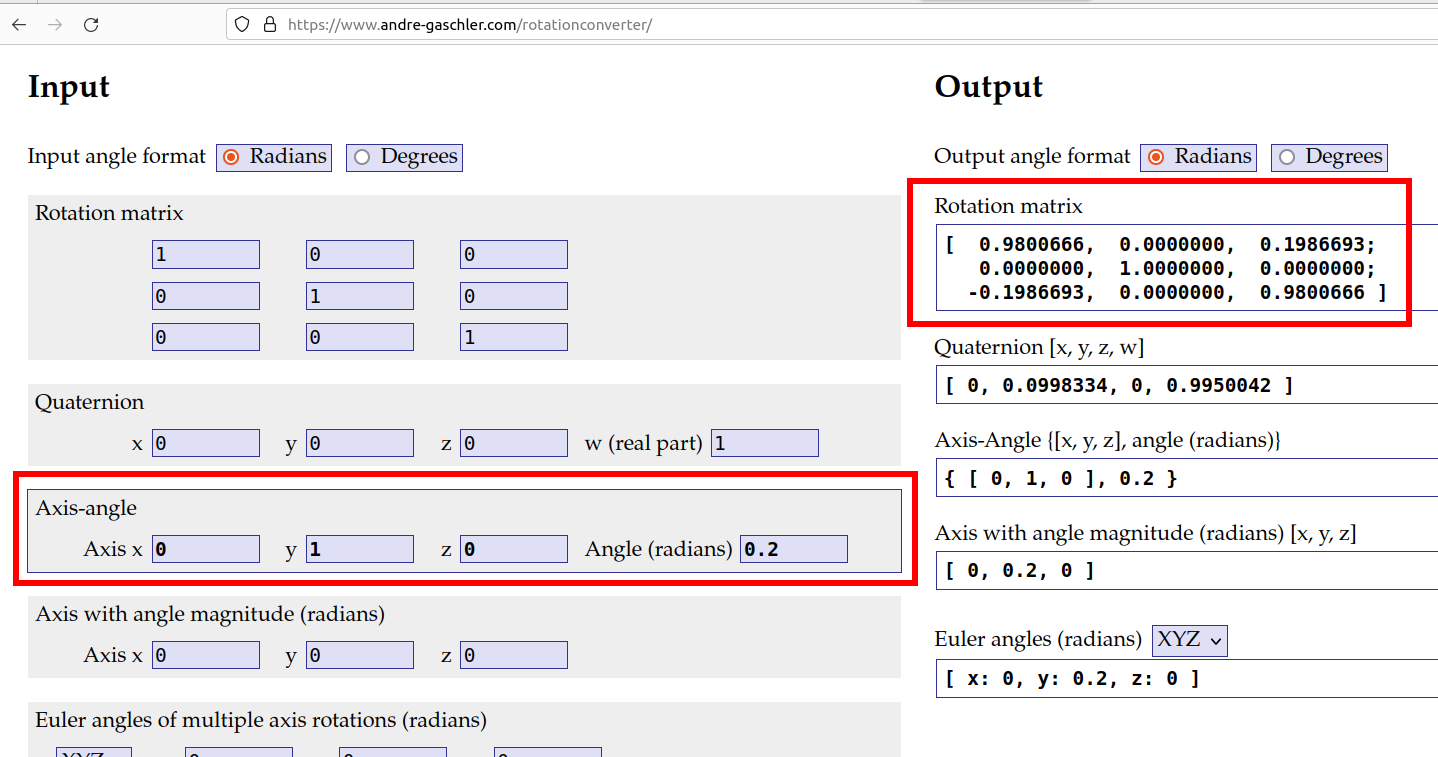 https://www.andre-gaschler.com/rotationconverter/
Input
Input angle format Radians Degrees
Rotation matrix
1 0 0
0 1 0
0 0 1
Quaternion
x 0 y 0 z 0 w (real part) 1
Axis-angle
Axis x 0 y 1 z 0 Angle (radians) 0.2
Axis with angle magnitude (radians)
Axis x 0 y 0 z 0
Euler angles of multiple axis rotations (radians)
XYZ 0 0 0
Output
Output angle format Radians Degrees
Rotation matrix
[ 0.9800666, 0.0000000, 0.1986693;
0.0000000, 1.0000000, 0.0000000;
-0.1986693, 0.0000000, 0.9800666 ]
Quaternion [x, y, z, w]
[ 0, 0.0998334, 0, 0.9950042 ]
Axis-Angle {[x, y, z], angle (radians)}
{ [ 0, 1, 0 ], 0.2 }
Axis with angle magnitude (radians) [x, y, z]
[ 0, 0.2, 0 ]
Euler angles (radians) XYZ
[ x: 0, y: 0.2, z: 0 ]